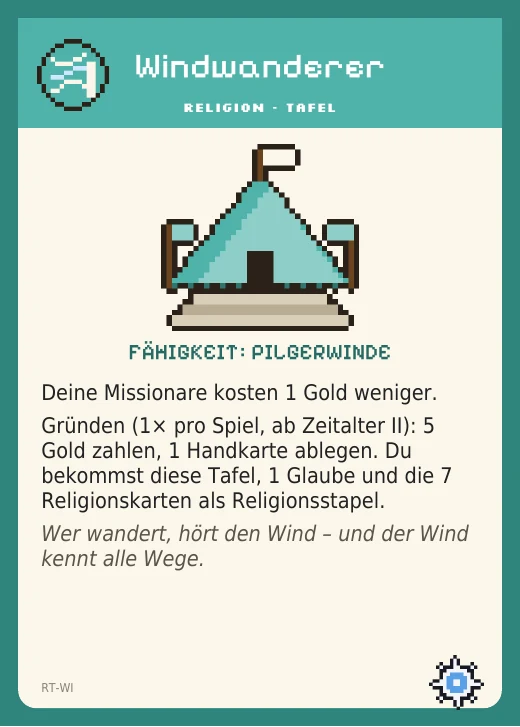 Windwanderer
RELIGION - TAFEL
FÄHIGKEIT: PILGERWINDE
Deine Missionare kosten 1 Gold weniger.
Gründen (1× pro Spiel, ab Zeitalter II): 5
Gold zahlen, 1 Handkarte ablegen. Du
bekommst diese Tafel, 1 Glaube und die 7
Religionskarten als Religionsstapel.
Wer wandert, hört den Wind – und der Wind
kennt alle Wege.
RT-WI